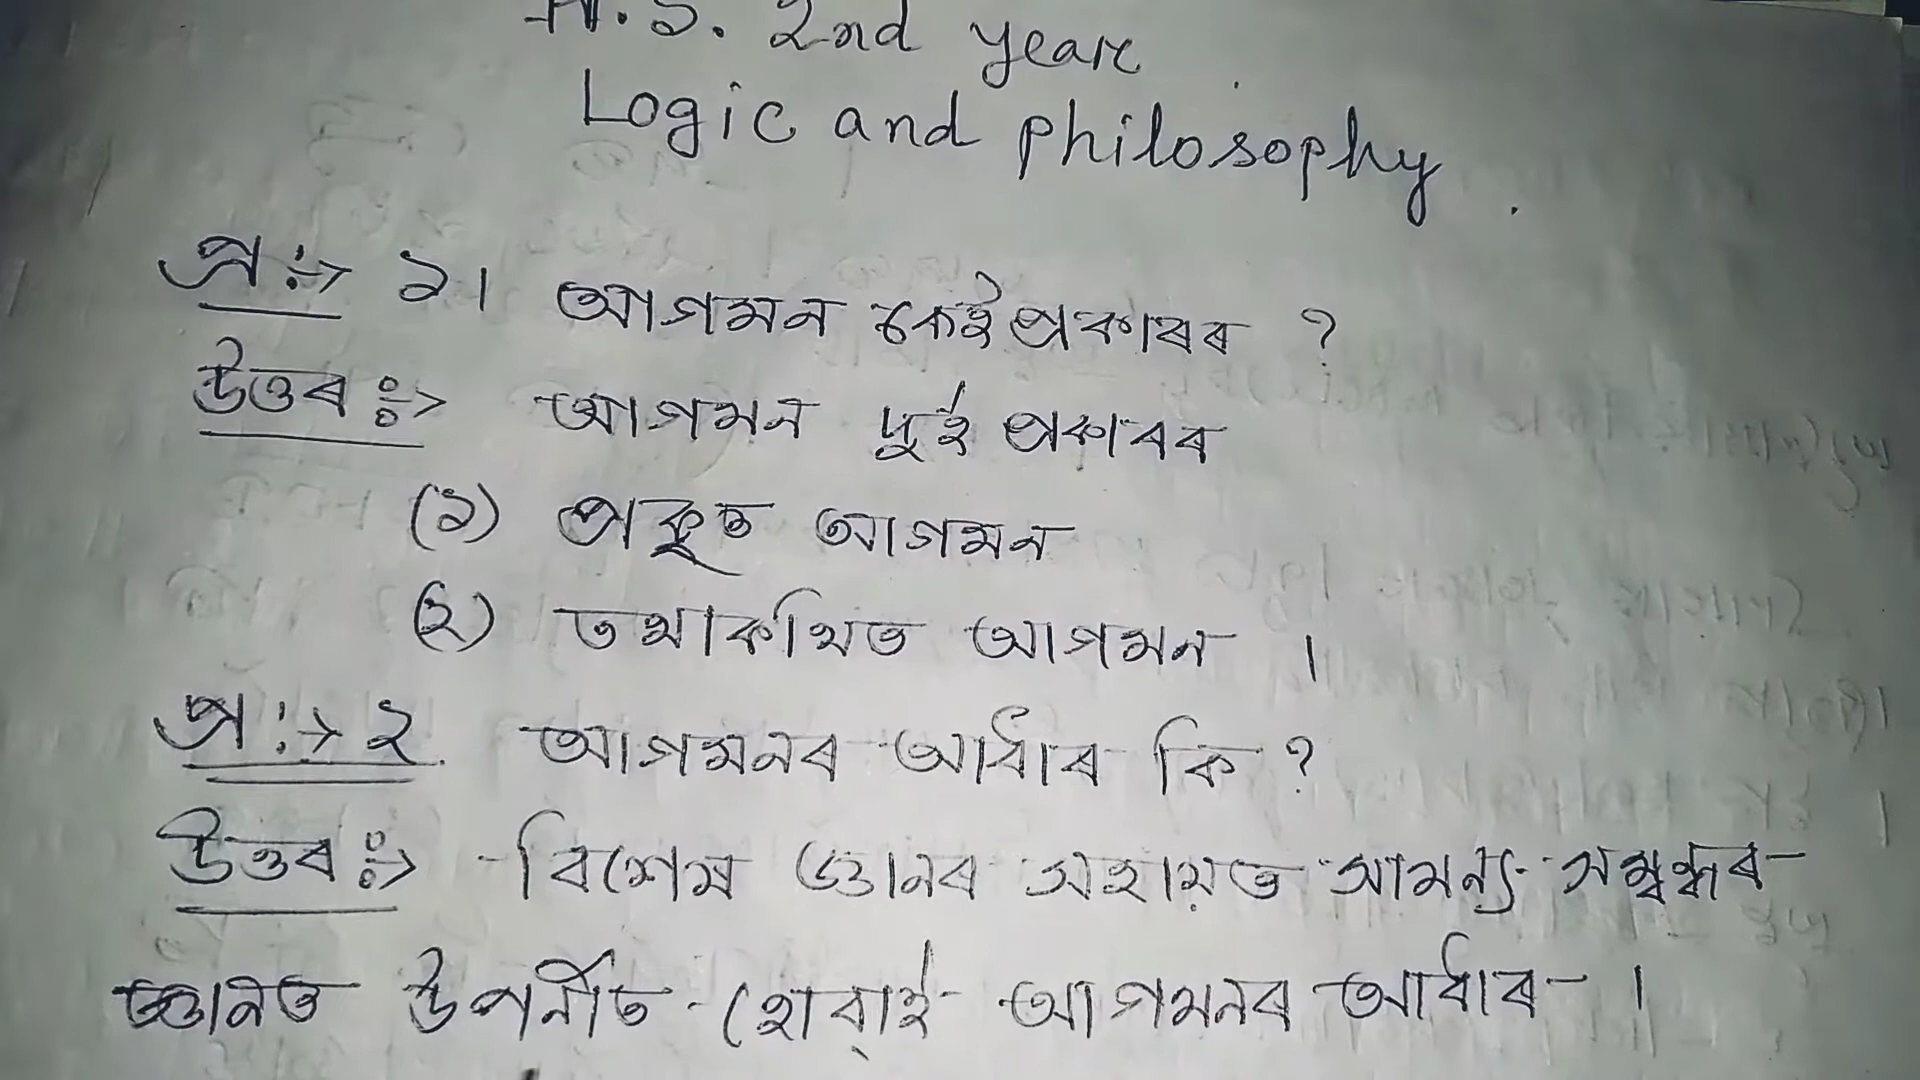 H.S. 2nd year
Logic and philosophy.
প্ৰ:-> ১। আগমন কেইপ্ৰকাৰৰ ?
উত্তৰ :-> আগমন দুই প্ৰকাৰৰ
(১) প্ৰকৃত আগমন
(২) তথাকথিত আগমন ।
প্ৰ :-> ২. আগমনৰ আধাৰ কি ?
উত্তৰ :-> বিশেষ জ্ঞানৰ সহায়ত সামন্য সম্বন্ধৰ
জ্ঞানত উপনীত হোৱাই আগমনৰ আধাৰ ।